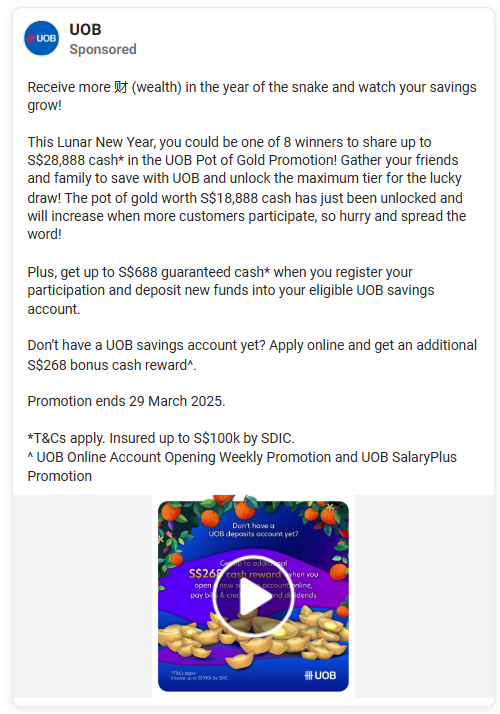 UOB
UOB
Sponsored
Receive more 财 (wealth) in the year of the snake and watch your savings
grow!
This Lunar New Year, you could be one of 8 winners to share up to
S$28,888 cash* in the UOB Pot of Gold Promotion! Gather your friends
and family to save with UOB and unlock the maximum tier for the lucky
draw! The pot of gold worth S$18,888 cash has just been unlocked and
will increase when more customers participate, so hurry and spread the
word!
Plus, get up to S$688 guaranteed cash* when you register your
participation and deposit new funds into your eligible UOB savings
account.
Don’t have a UOB savings account yet? Apply online and get an additional
S$268 bonus cash reward^.
Promotion ends 29 March 2025.
*T&Cs apply. Insured up to S$100k by SDIC.
^ UOB Online Account Opening Weekly Promotion and UOB SalaryPlus
Promotion
Don't have a
UOB deposits account yet?
Get up to additional
S$268 cash reward when you
open new savings account online,
pay bills & credit and dividends
*T&Cs apply.
Insured up to S$100k by SDIC.
UOB